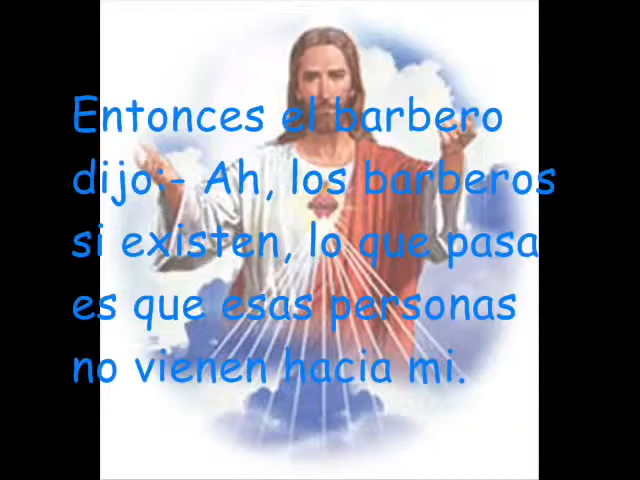 Entonces el barbero
dijo:- Ah, los barberos
si existen, lo que pasa
es que esas personas
no vienen hacia mi.